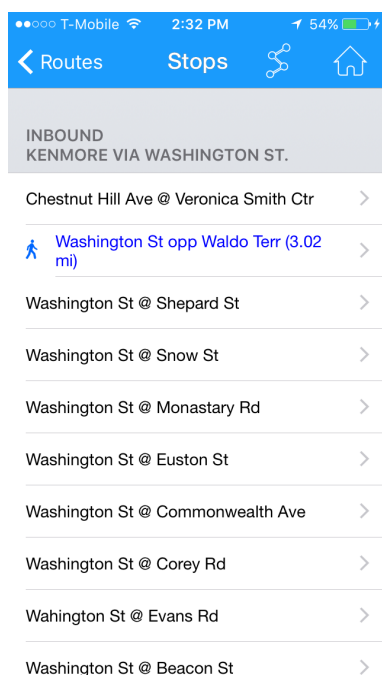 T-Mobile 2:32 PM 54%
Routes Stops
INBOUND
KENMORE VIA WASHINGTON ST.
Chestnut Hill Ave @ Veronica Smith Ctr
Washington St opp Waldo Terr (3.02
mi)
Washington St @ Shepard St
Washington St @ Snow St
Washington St @ Monastary Rd
Washington St @ Euston St
Washington St @ Commonwealth Ave
Washington St @ Corey Rd
Wahington St @ Evans Rd
Washington St @ Beacon St